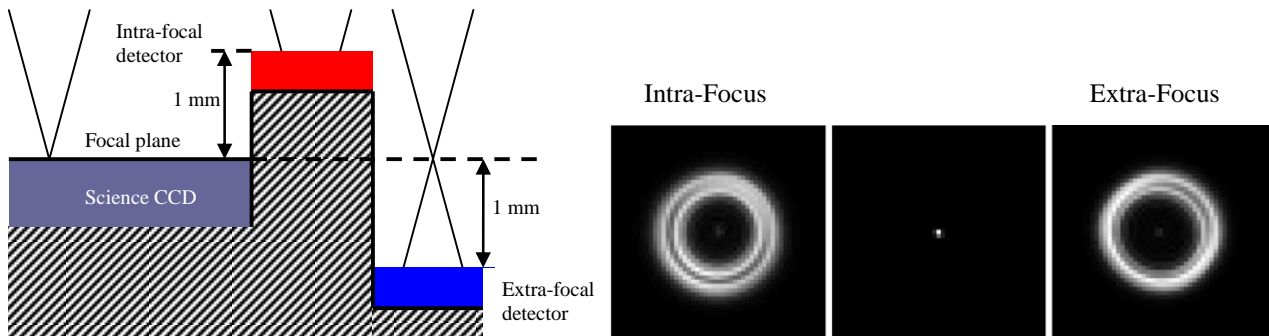 Intra-focal
detector
1 mm
Focal plane
Science CCD
1 mm
Extra-focal
detector
Intra-Focus
Extra-Focus